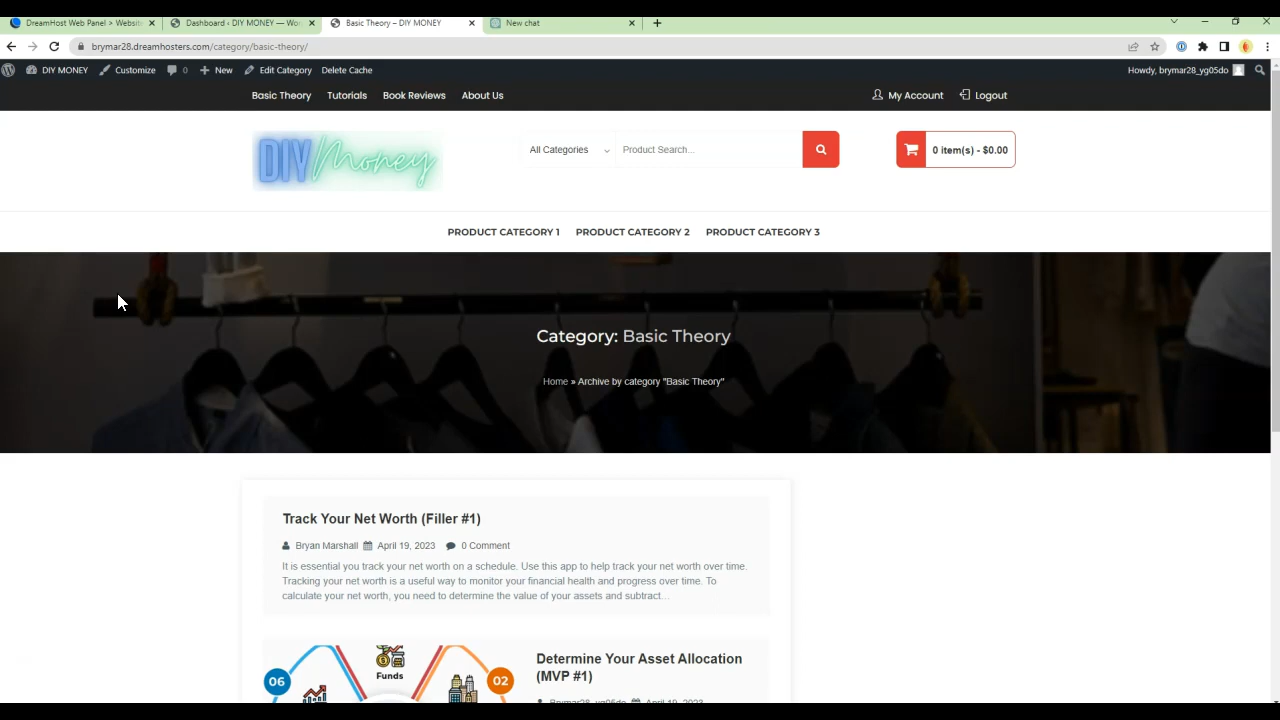 DreamHost Web Panel > Website
Dashboard ‹ DIY MONEY — Wor
Basic Theory – DIY MONEY
New chat
brymar28.dreamhosters.com/category/basic-theory/
DIY MONEY
Customize
0
New
Edit Category
Delete Cache
Howdy, brymar28_yg05do
Basic Theory
Tutorials
Book Reviews
About Us
My Account
Logout
DIY Money
All Categories
Product Search...
0 item(s) - $0.00
PRODUCT CATEGORY 1
PRODUCT CATEGORY 2
PRODUCT CATEGORY 3
Category: Basic Theory
Home » Archive by category "Basic Theory"
Track Your Net Worth (Filler #1)
Bryan Marshall April 19, 2023 0 Comment
It is essential you track your net worth on a schedule. Use this app to help track your net worth over time.
Tracking your net worth is a useful way to monitor your financial health and progress over time. To
calculate your net worth, you need to determine the value of your assets and subtract…
Funds
06
02
Determine Your Asset Allocation
(MVP #1)
Brymar28_yg05do April 19, 2023